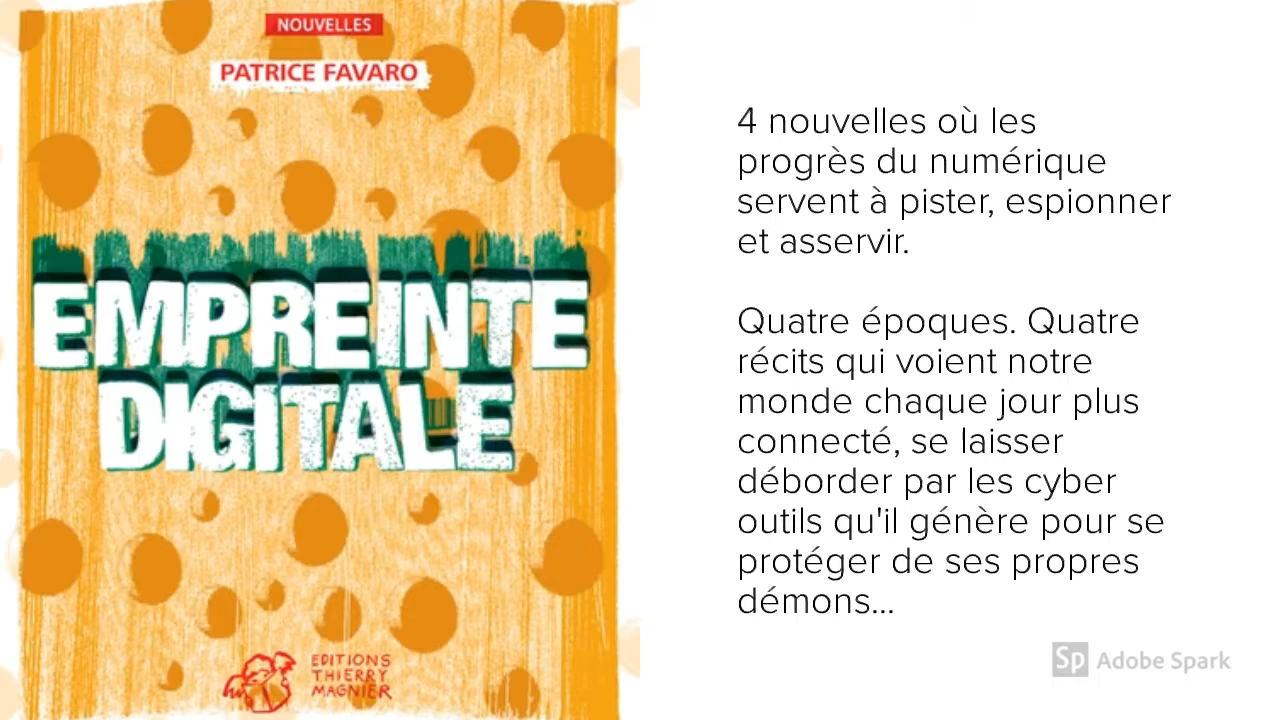 NOUVELLES
PATRICE FAVARO
EMPREINTE
DIGITALE
EDITIONS
THIERRY
MAGNIER
4 nouvelles où les
progrès du numérique
servent à pister, espionner
et asservir.
Quatre époques. Quatre
récits qui voient notre
monde chaque jour plus
connecté, se laisser
déborder par les cyber
outils qu'il génère pour se
protéger de ses propres
démons...
Sp Adobe Spark